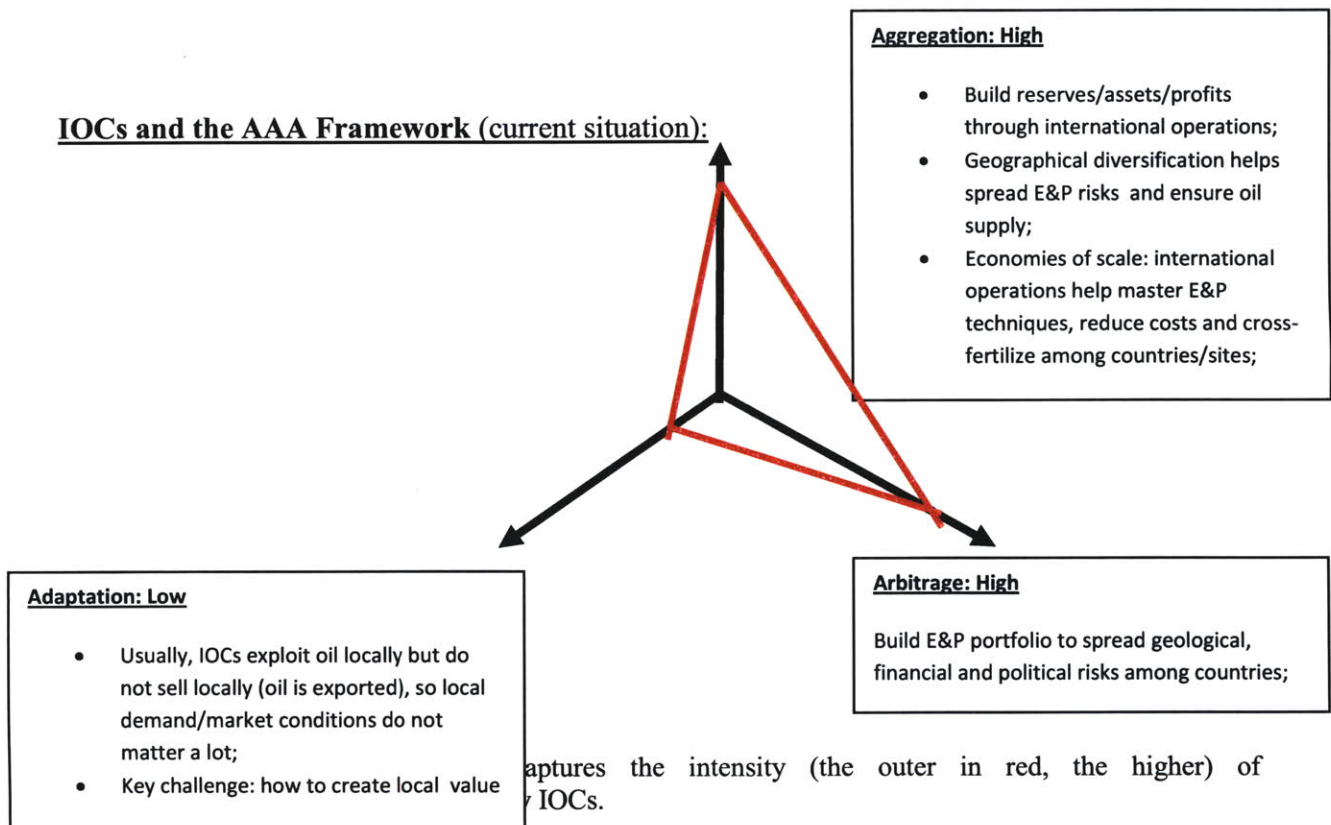 IOCs and the AAA Framework (current situation):
Aggregation: High
• Build reserves/assets/profits
through international operations;
• Geographical diversification helps
spread E&P risks and ensure oil
supply;
• Economies of scale: international
operations help master E&P
techniques, reduce costs and cross-
fertilize among countries/sites;
Adaptation: Low
• Usually, IOCs exploit oil locally but do
not sell locally (oil is exported), so local
demand/market conditions do not
matter a lot;
• Key challenge: how to create local value
Arbitrage: High
Build E&P portfolio to spread geological,
financial and political risks among countries;
aptures the intensity (the outer in red, the higher) of
IOCs.